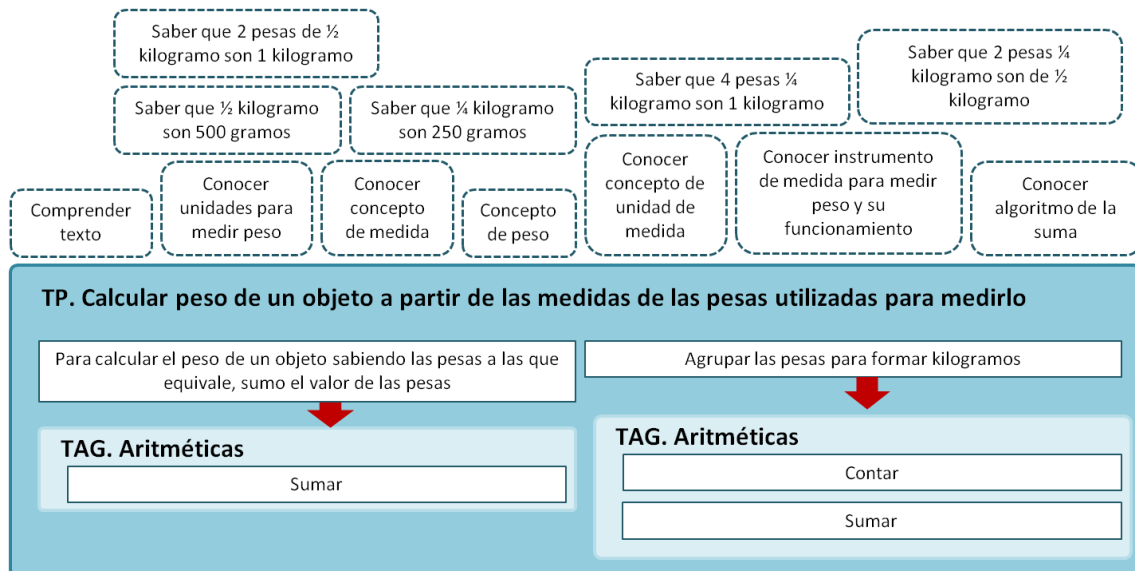 Saber que 2 pesas de ½
kilogramo son 1 kilogramo
Saber que 4 pesas ¼
kilogramo son 1 kilogramo
Saber que 2 pesas ¼
kilogramo son de ½
kilogramo
Saber que ½ kilogramo
son 500 gramos
Saber que ¼ kilogramo
son 250 gramos
Comprender
texto
Conocer
unidades para
medir peso
Conocer
concepto
de medida
Concepto
de peso
Conocer
concepto de
unidad de
medida
Conocer instrumento
de medida para medir
peso y su
funcionamiento
Conocer
algoritmo de la
suma
TP. Calcular peso de un objeto a partir de las medidas de las pesas utilizadas para medirlo
Para calcular el peso de un objeto sabiendo las pesas a las que
equivale, sumo el valor de las pesas
TAG. Aritméticas
Sumar
Agrupar las pesas para formar kilogramos
TAG. Aritméticas
Contar
Sumar